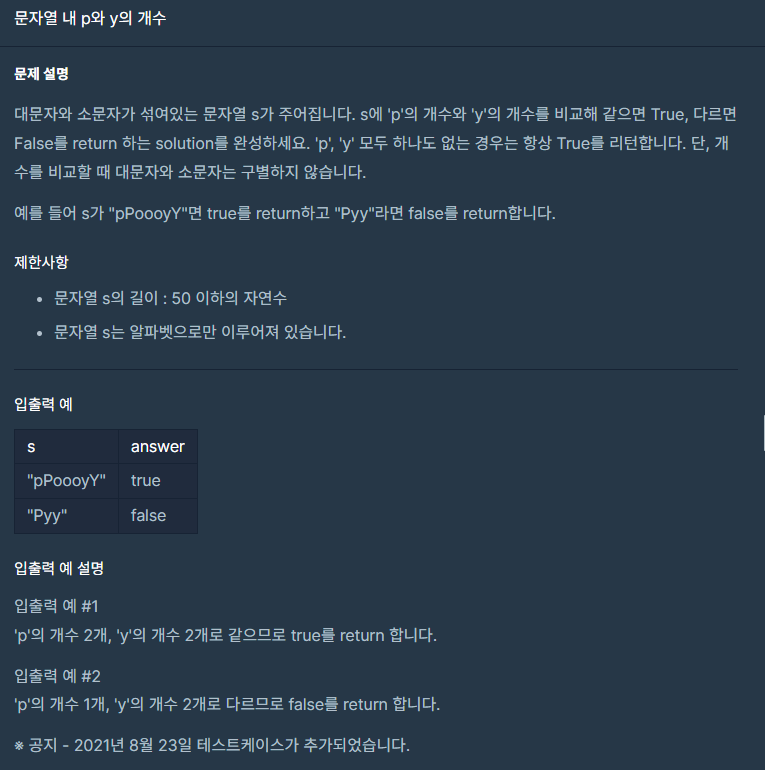 문자열 내 p와 y의 개수
문제 설명
대문자와 소문자가 섞여있는 문자열 s가 주어집니다. s에 'p'의 개수와 'y'의 개수를 비교해 같으면 True, 다르면
False를 return 하는 solution를 완성하세요. 'p', 'y' 모두 하나도 없는 경우는 항상 True를 리턴합니다. 단, 개
수를 비교할 때 대문자와 소문자는 구별하지 않습니다.
예를 들어 s가 "pPoooyY"면 true를 return하고 "Pyy"라면 false를 return합니다.
제한사항
• 문자열 s의 길이 : 50 이하의 자연수
• 문자열 s는 알파벳으로만 이루어져 있습니다.
입출력 예
s answer
"pPoooyY" true
"Pyy" false
입출력 예 설명
입출력 예 #1
'p'의 개수 2개, 'y'의 개수 2개로 같으므로 true를 return 합니다.
입출력 예 #2
'p'의 개수 1개, 'y'의 개수 2개로 다르므로 false를 return 합니다.
※ 공지 - 2021년 8월 23일 테스트케이스가 추가되었습니다.